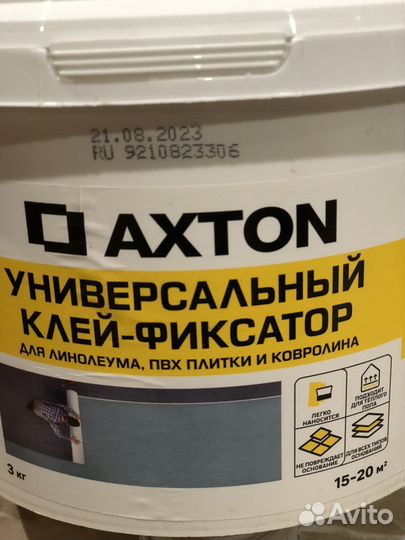 21.08.2023
RU 9210823306
AXTON
УНИВЕРСАЛЬНЫЙ
КЛЕЙ-ФИКСАТОР
ДЛЯ ЛИНОЛЕУМА, ПВХ ПЛИТКИ И КОВРОЛИНА
ЛЕГКО
НАНОСИТСЯ
ПОДХОДИТ
ДЛЯ ТЕПЛОГО
ПОЛА
НЕ ПОВРЕЖДАЕТ
ОСНОВАНИЕ
ДЛЯ ВСЕХ ТИПОВ
ОСНОВАНИЙ
3 кг
15-20 м²
Avito